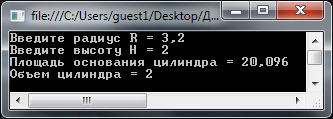 file:///C:/Users/guest1/Desktop/Д...
Введите радиус R = 3,2
Введите высоту H = 2
Площадь основания цилиндра = 20,096
Объем цилиндра = 2